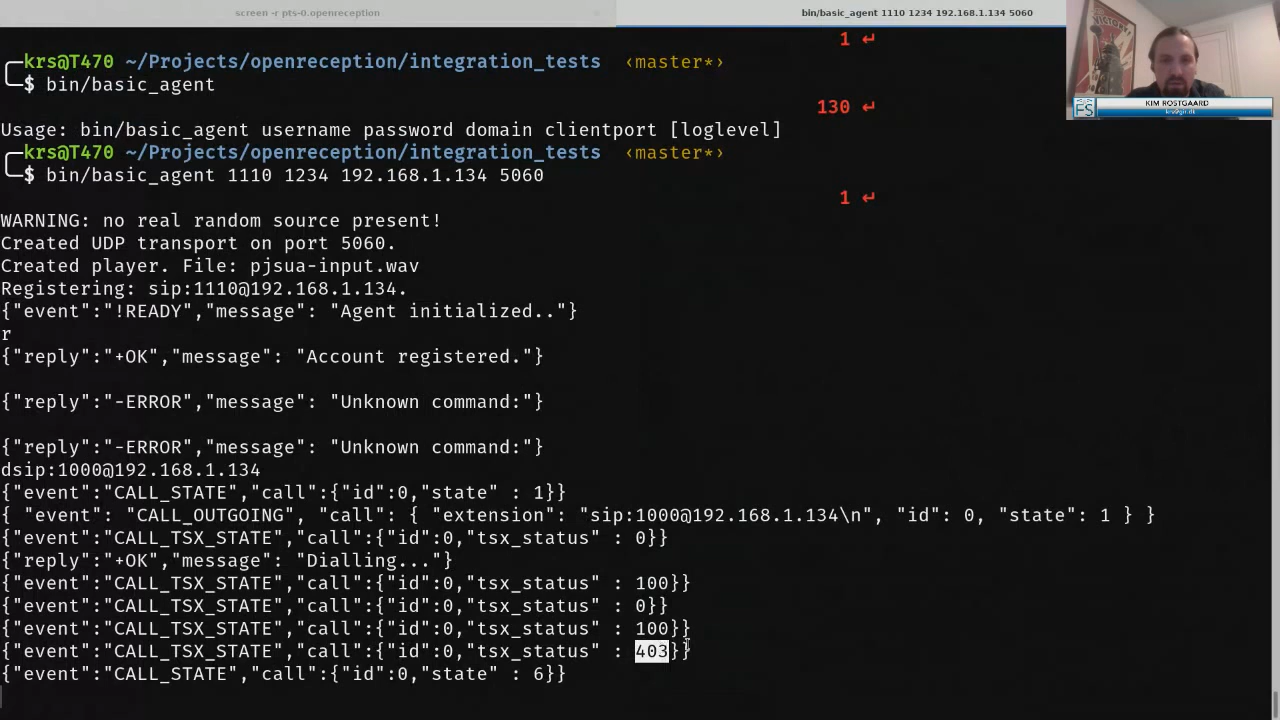 screen -r pts-0.openreception
bin/basic_agent 1110 1234 192.168.1.134 5060
1 ↵
krs@T470 ~/Projects/openreception/integration_tests ‹master*›
$ bin/basic_agent
130 ↵
Usage: bin/basic_agent username password domain clientport [loglevel]
krs@T470 ~/Projects/openreception/integration_tests ‹master*›
$ bin/basic_agent 1110 1234 192.168.1.134 5060
1 ↵
WARNING: no real random source present!
Created UDP transport on port 5060.
Created player. File: pjsua-input.wav
Registering: sip:1110@192.168.1.134.
{"event":"!READY","message": "Agent initialized.."}
r
{"reply":"+OK","message": "Account registered."}
{"reply":"-ERROR","message": "Unknown command:"}
{"reply":"-ERROR","message": "Unknown command:"}
dsip:1000@192.168.1.134
{"event":"CALL_STATE","call":{"id":0,"state" : 1}}
{ "event": "CALL_OUTGOING", "call": { "extension": "sip:1000@192.168.1.134\n", "id": 0, "state": 1 } }
{"event":"CALL_TSX_STATE","call":{"id":0,"tsx_status" : 0}}
{"reply":"+OK","message": "Dialling..."}
{"event":"CALL_TSX_STATE","call":{"id":0,"tsx_status" : 100}}
{"event":"CALL_TSX_STATE","call":{"id":0,"tsx_status" : 0}}
{"event":"CALL_TSX_STATE","call":{"id":0,"tsx_status" : 100}}
{"event":"CALL_TSX_STATE","call":{"id":0,"tsx_status" : 403}}
{"event":"CALL_STATE","call":{"id":0,"state" : 6}}
KIM ROSTGAARD